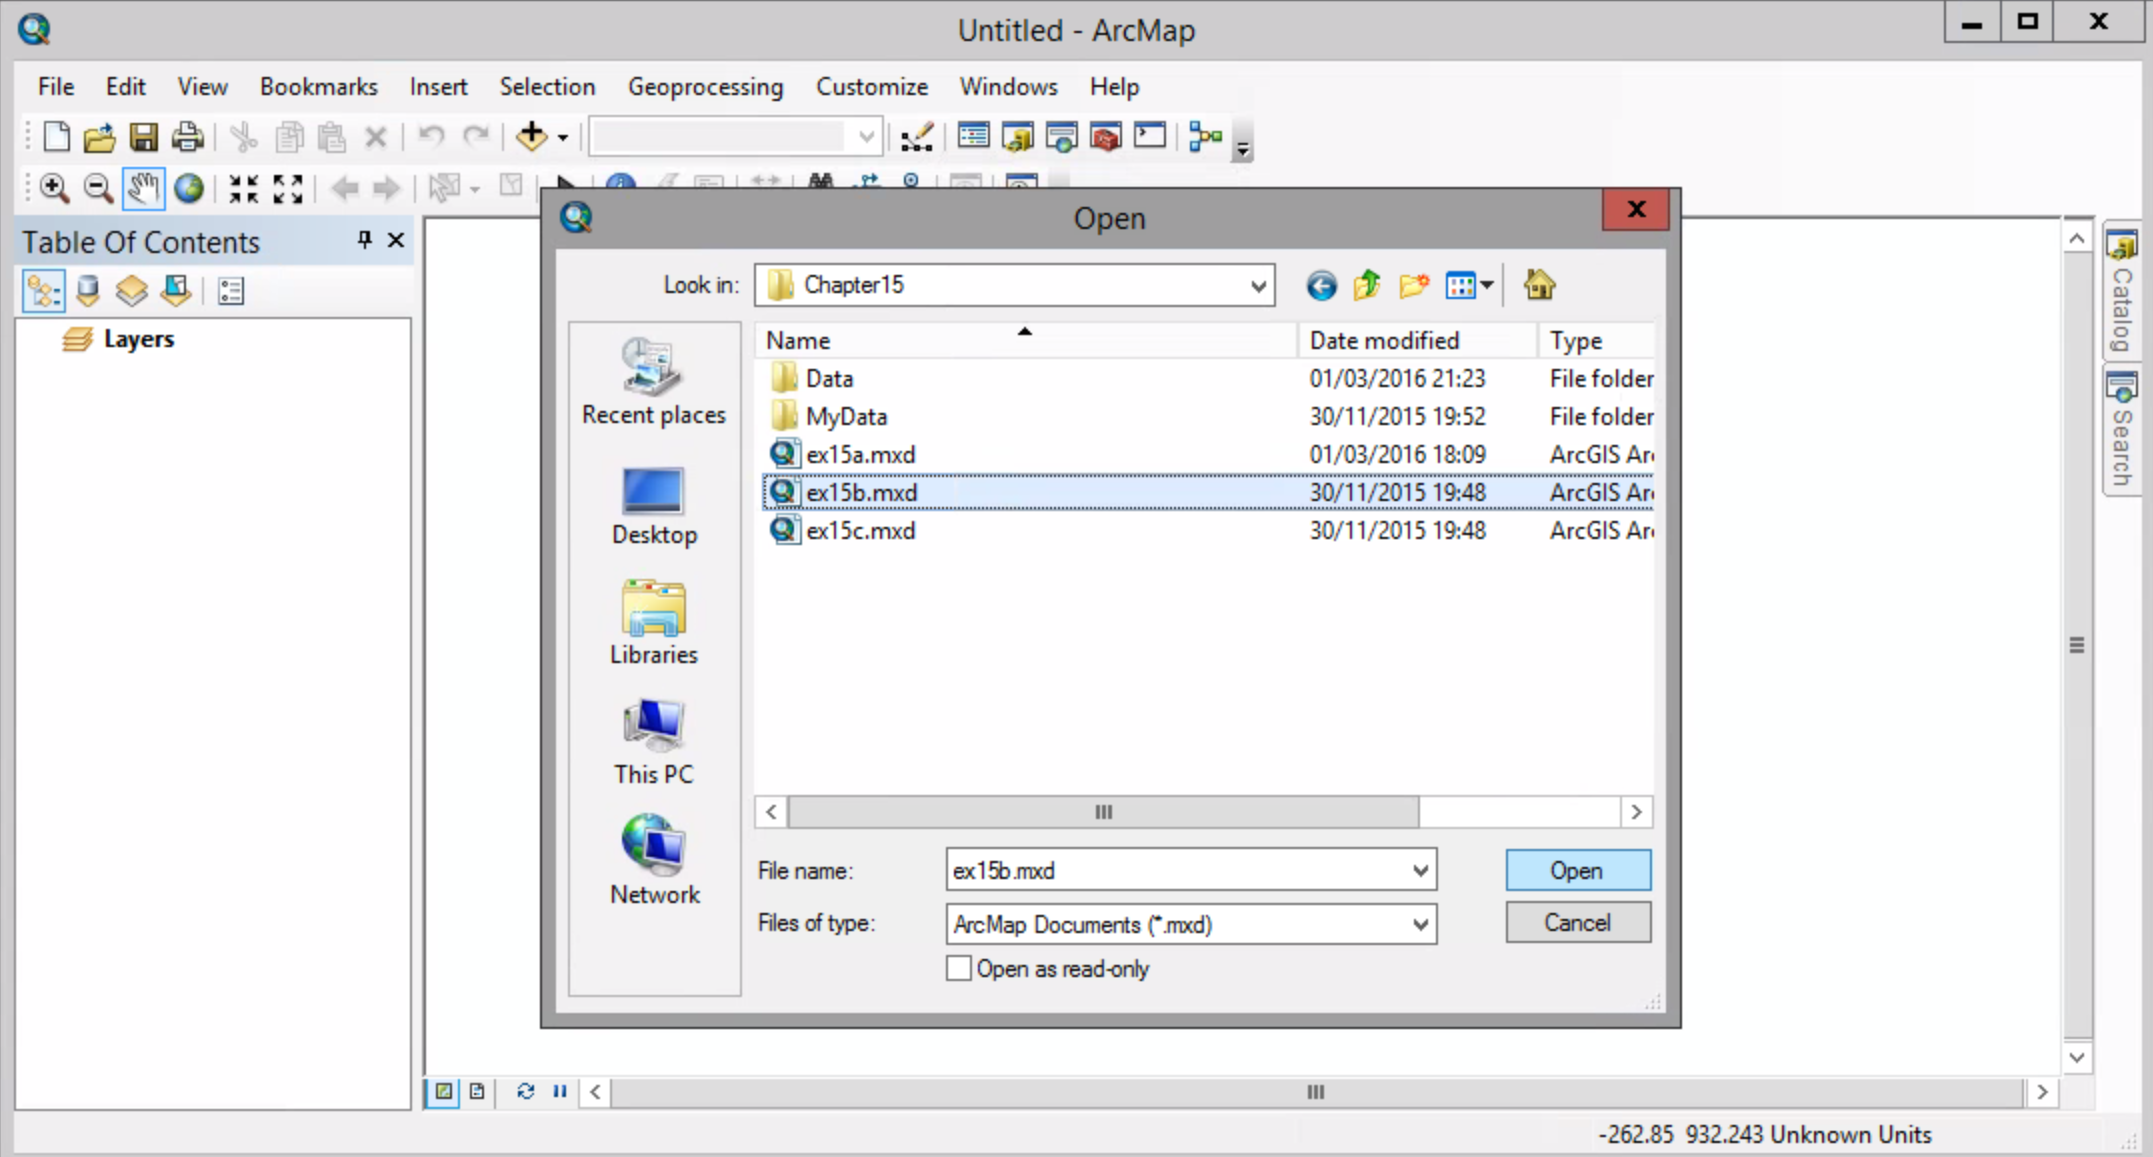 Untitled - ArcMap
File Edit View Bookmarks Insert Selection Geoprocessing Customize Windows Help
Table Of Contents
Layers
Open
Look in: Chapter15
Name Date modified Type
Data 01/03/2016 21:23 File folder
MyData 30/11/2015 19:52 File folder
ex15a.mxd 01/03/2016 18:09 ArcGIS Ar
ex15b.mxd 30/11/2015 19:48 ArcGIS Ar
ex15c.mxd 30/11/2015 19:48 ArcGIS Ar
Recent places
Desktop
Libraries
This PC
Network
File name: ex15b.mxd Open
Files of type: ArcMap Documents (*.mxd) Cancel
Open as read-only
Catalog
Search
-262.85 932.243 Unknown Units